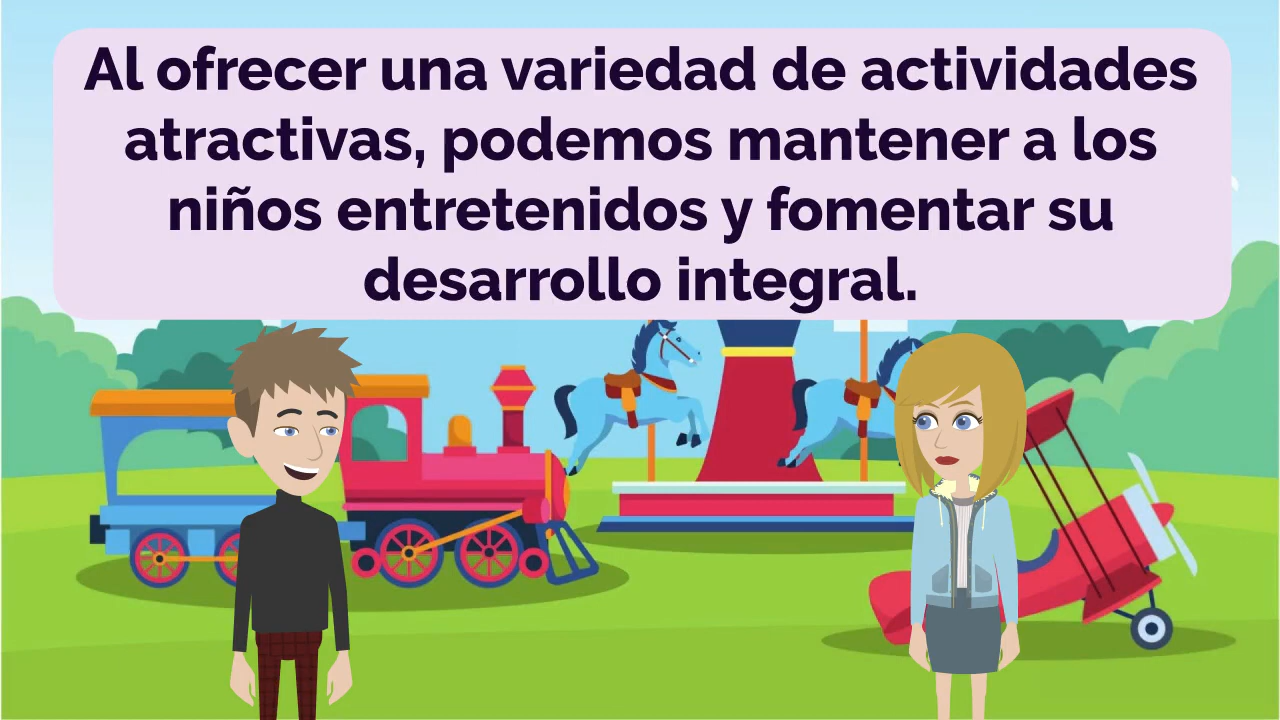 Al ofrecer una variedad de actividades
atractivas, podemos mantener a los
niños entretenidos y fomentar su
desarrollo integral.